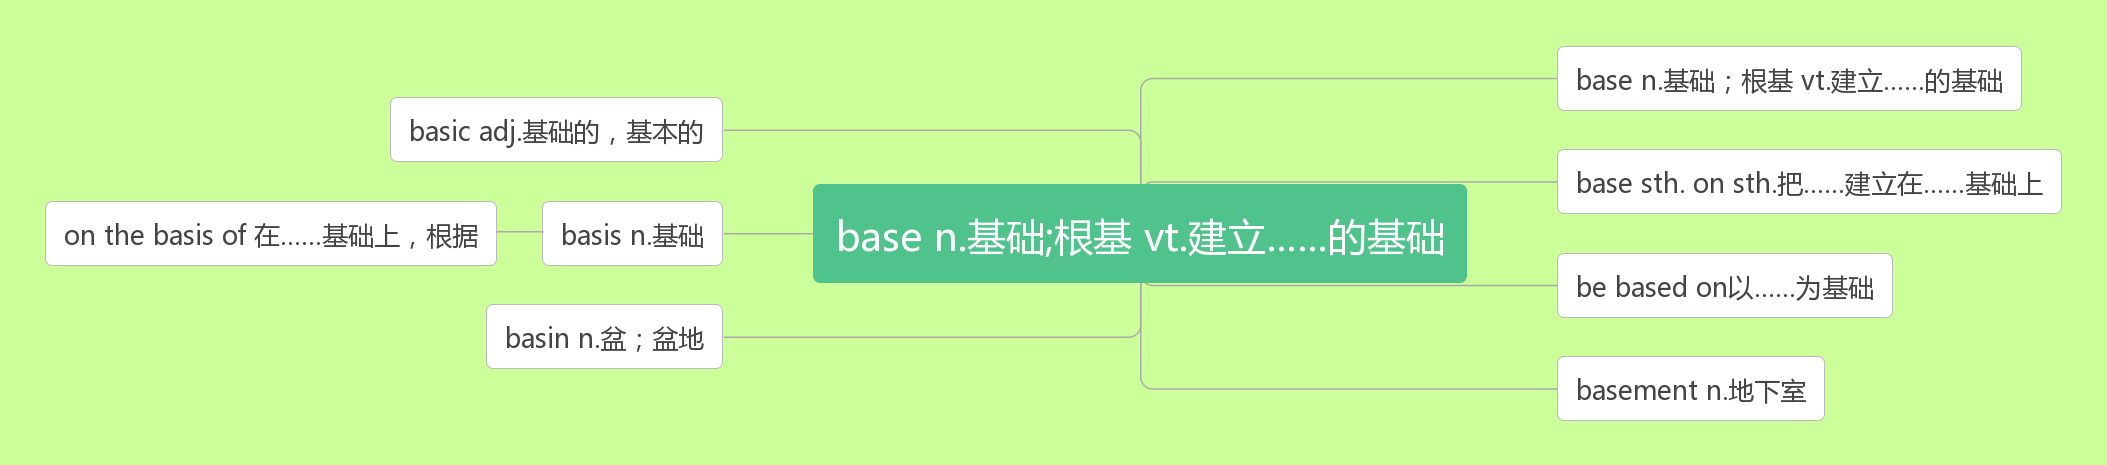 base n.基础；根基 vt.建立……的基础
basic adj.基础的，基本的
base sth. on sth.把……建立在……基础上
on the basis of 在……基础上，根据
basis n.基础
base n.基础;根基 vt.建立……的基础
be based on以……为基础
basin n.盆；盆地
basement n.地下室